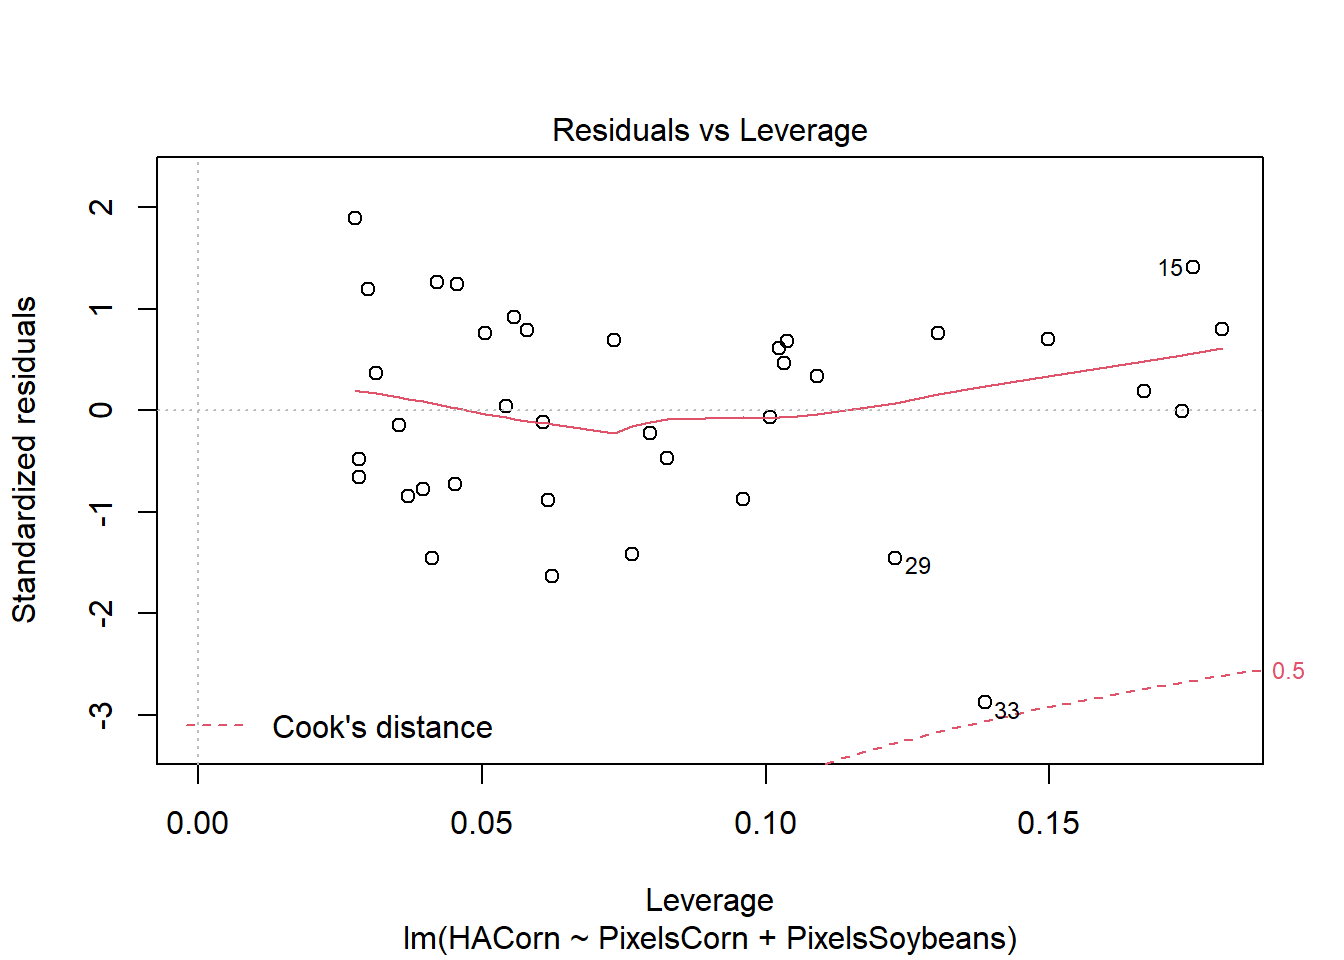 Residuals vs Leverage
Standardized residuals
2
1
0
-1
-2
-3
15
29
33
0.5
Cook's distance
0.00 0.05 0.10 0.15
Leverage
lm(HACorn ~ PixelsCorn + PixelsSoybeans)